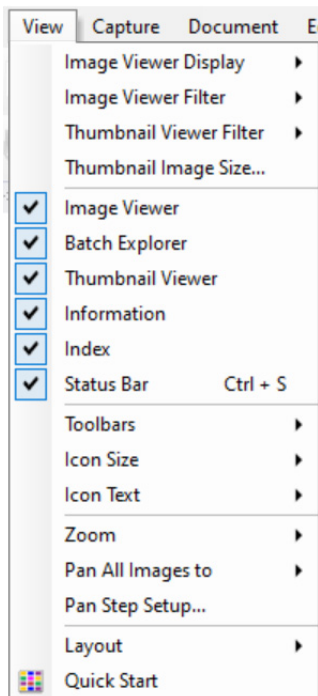 View Capture Document
Image Viewer Display
Image Viewer Filter
Thumbnail Viewer Filter
Thumbnail Image Size...
Image Viewer
Batch Explorer
Thumbnail Viewer
Information
Index
Status Bar Ctrl + S
Toolbars
Icon Size
Icon Text
Zoom
Pan All Images to
Pan Step Setup...
Layout
Quick Start